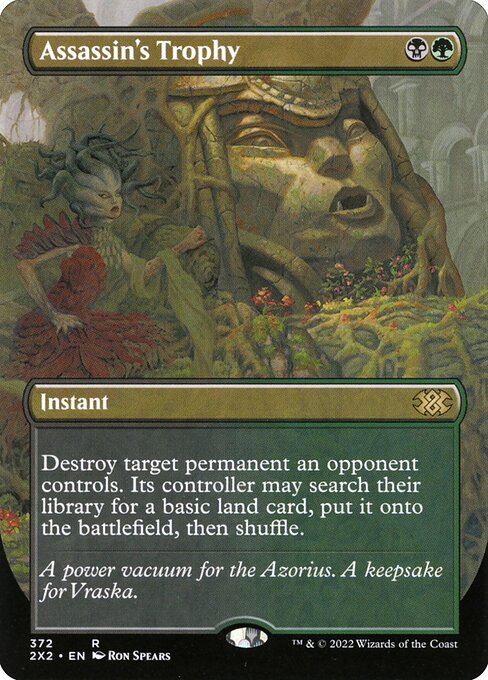 Assassin's Trophy
Instant
Destroy target permanent an opponent
controls. Its controller may search their
library for a basic land card, put it onto
the battlefield, then shuffle.
A power vacuum for the Azorius. A keepsake
for Vraska.
372 R
2X2 • EN Ron Spears
™ & © 2022 Wizards of the Coast